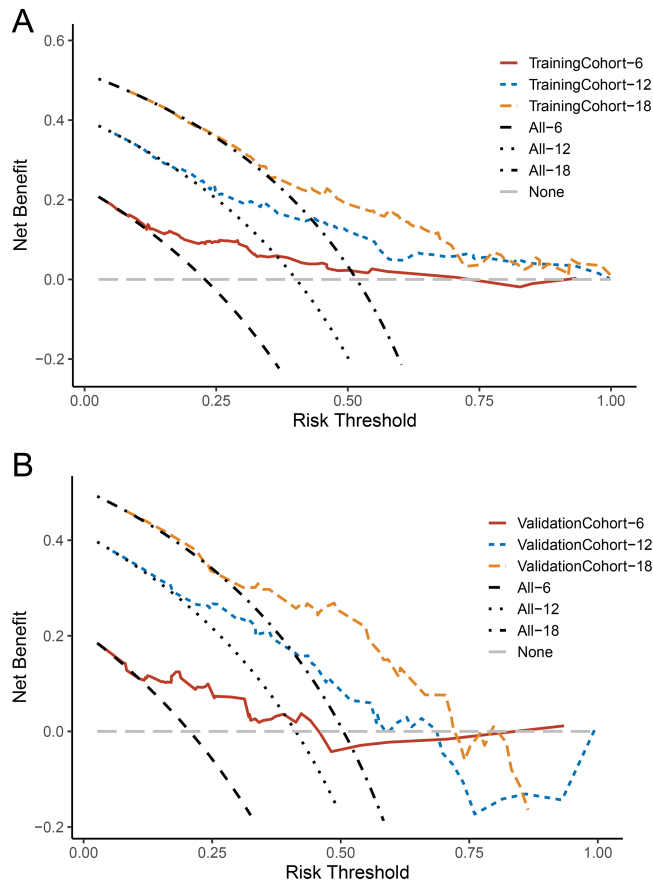 A
0.6
0.4
0.2
0.0
−0.2
Net Benefit
TrainingCohort−6
TrainingCohort−12
TrainingCohort−18
All−6
All−12
All−18
None
0.00 0.25 0.50 0.75 1.00
Risk Threshold
B
0.4
0.2
0.0
−0.2
Net Benefit
ValidationCohort−6
ValidationCohort−12
ValidationCohort−18
All−6
All−12
All−18
None
0.00 0.25 0.50 0.75 1.00
Risk Threshold